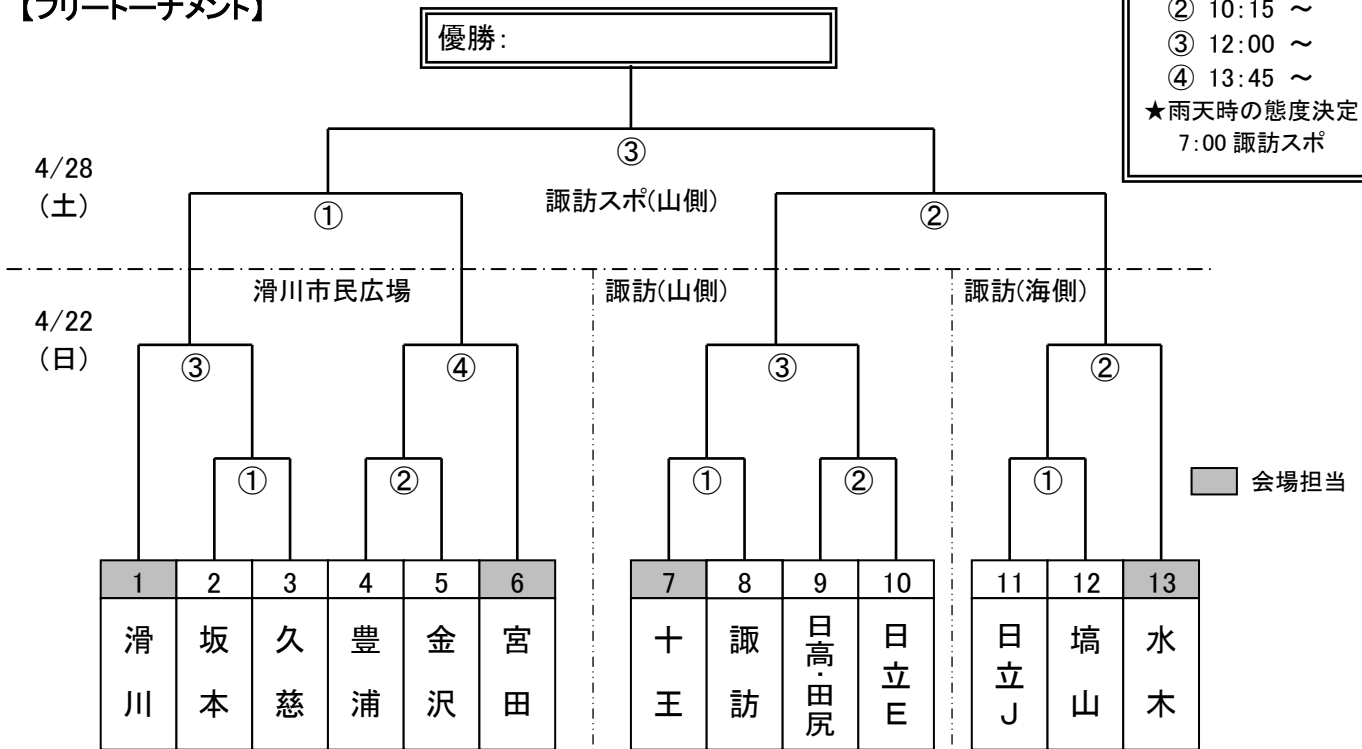 【フリートーナメント】
優勝：
② 10:15 ～
③ 12:00 ～
④ 13:45 ～
★雨天時の態度決定
7:00 諏訪スポ
4/28
（土）
③
諏訪スポ(山側)
①
②
滑川市民広場
諏訪(山側)
諏訪(海側)
4/22
（日）
③
④
③
②
①
②
①
②
①
会場担当
1 2 3 4 5 6 7 8 9 10 11 12 13
滑川
坂本
久慈
豊浦
金沢
宮田
十王
諏訪
日高・田尻
日立E
日立J
塙山
水木